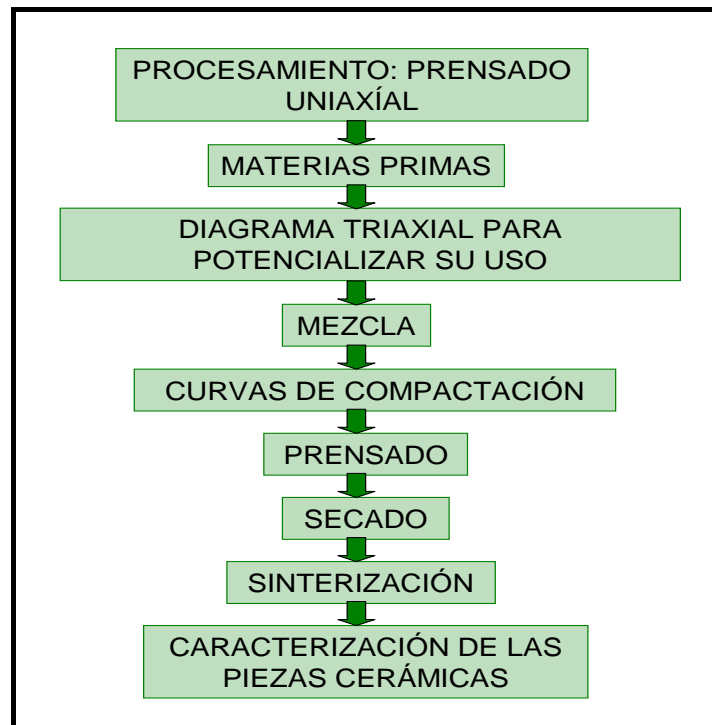 PROCESAMIENTO: PRENSADO
UNIAXÍAL
MATERIAS PRIMAS
DIAGRAMA TRIAXIAL PARA
POTENCIALIZAR SU USO
MEZCLA
CURVAS DE COMPACTACIÓN
PRENSADO
SECADO
SINTERIZACIÓN
CARACTERIZACIÓN DE LAS
PIEZAS CERÁMICAS